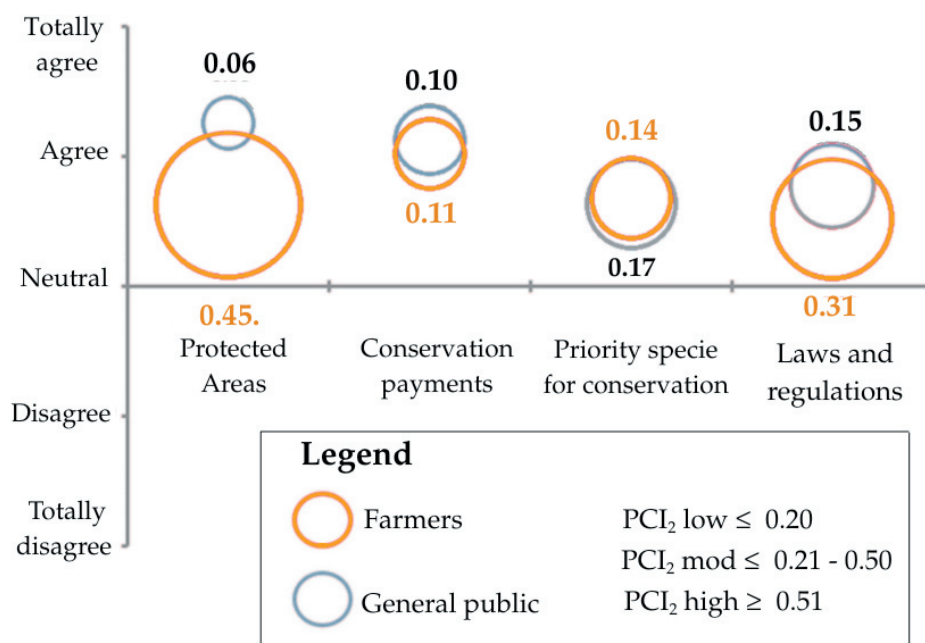 Totally
agree
Agree
Neutral
Disagree
Totally
disagree
0.06
0.10
0.14
0.15
0.45.
0.11
0.17
0.31
Protected
Areas
Conservation
payments
Priority specie
for conservation
Laws and
regulations
Legend
Farmers
General public
PCI₂ low ≤ 0.20
PCI₂ mod ≤ 0.21 - 0.50
PCI₂ high ≥ 0.51